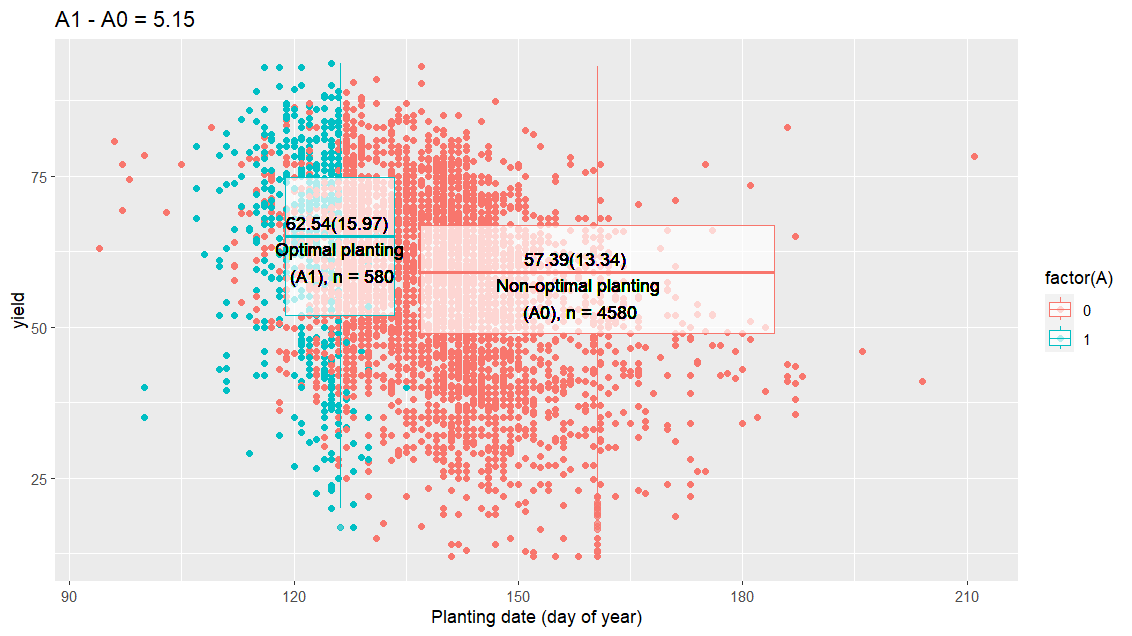 A1 - A0 = 5.15
yield
75
50
25
62.54(15.97)
Optimal planting
(A1), n = 580
57.39(13.34)
Non-optimal planting
(A0), n = 4580
factor(A)
0
1
90
120
150
180
210
Planting date (day of year)